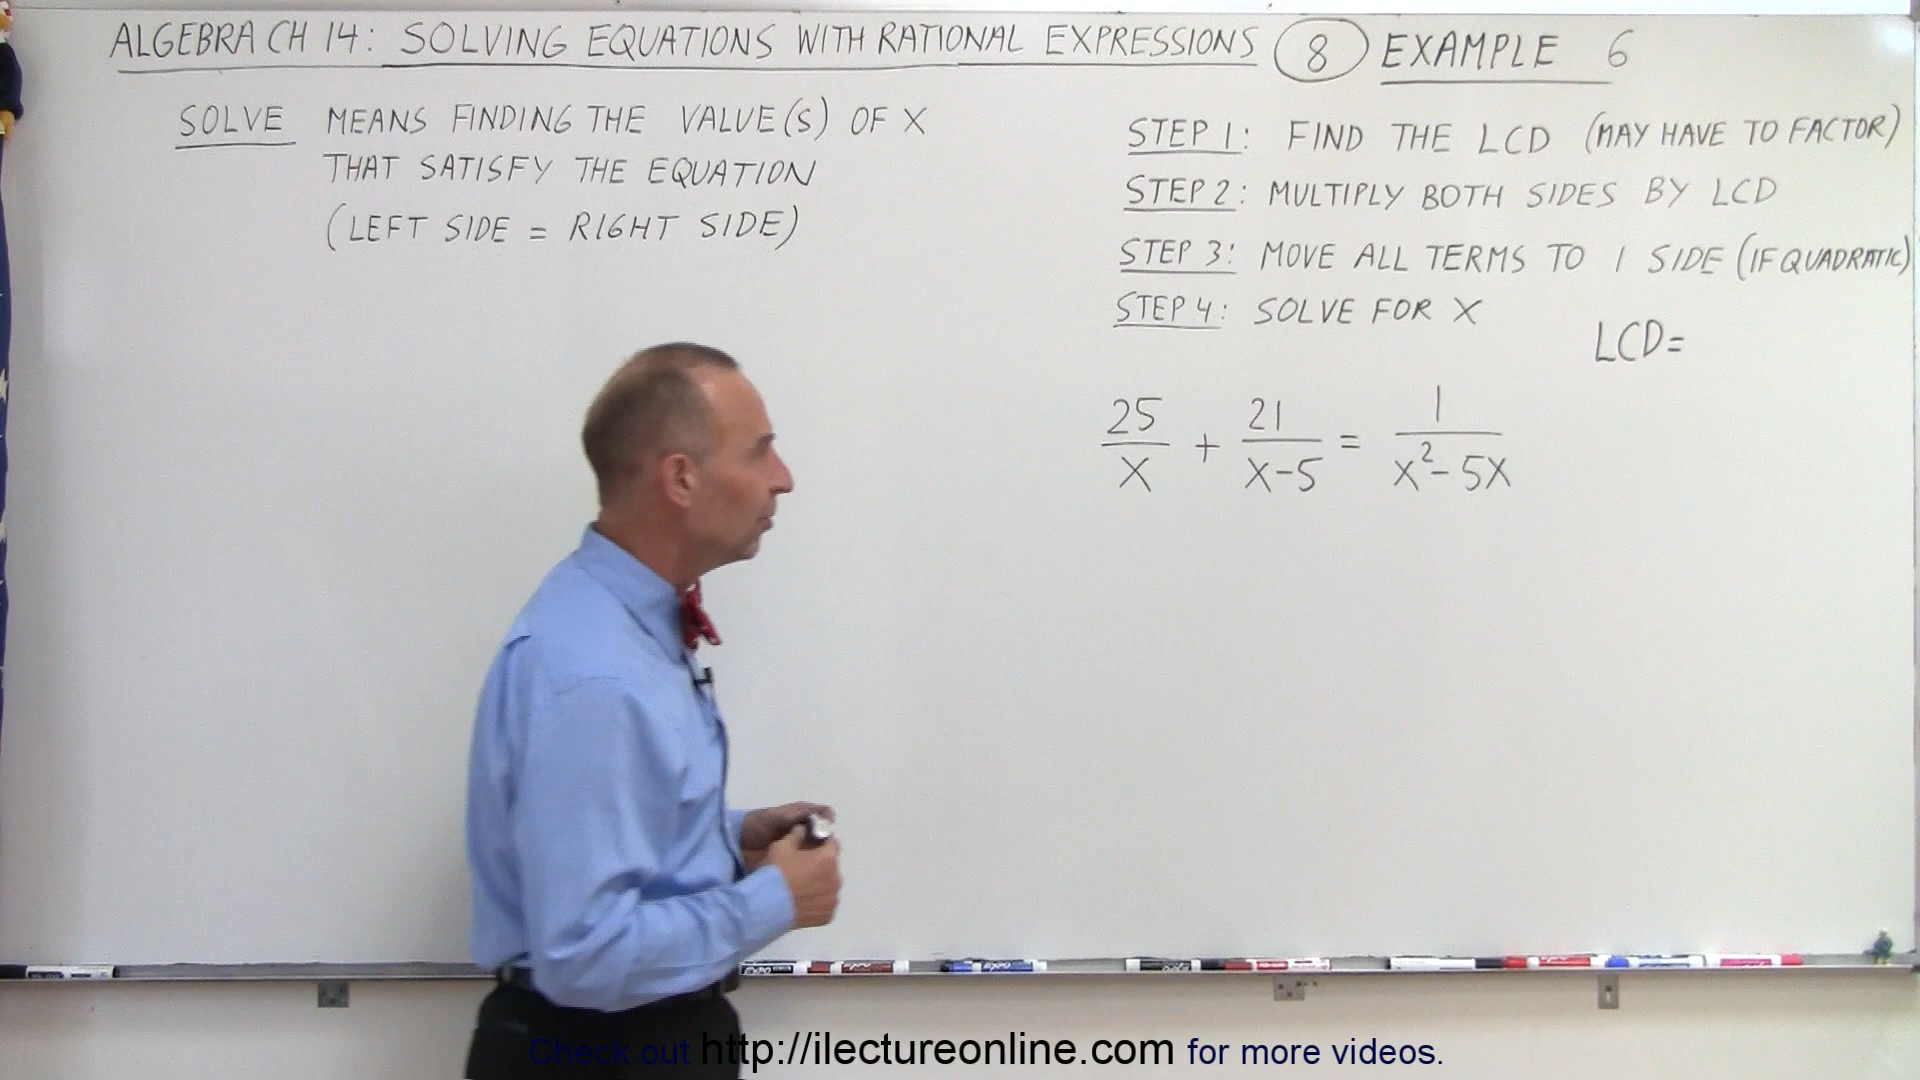 ALGEBRA CH 14: SOLVING EQUATIONS WITH RATIONAL EXPRESSIONS 8 EXAMPLE 6
SOLVE MEANS FINDING THE VALUE(S) OF X
THAT SATISFY THE EQUATION
(LEFT SIDE = RIGHT SIDE)
STEP 1: FIND THE LCD (MAY HAVE TO FACTOR)
STEP 2: MULTIPLY BOTH SIDES BY LCD
STEP 3: MOVE ALL TERMS TO 1 SIDE (IF QUADRATIC)
STEP 4: SOLVE FOR X
LCD=
25/X + 21/X-5 = 1/X²-5X
EXPO
EXPO
Check out http://ilectureonline.com for more videos.